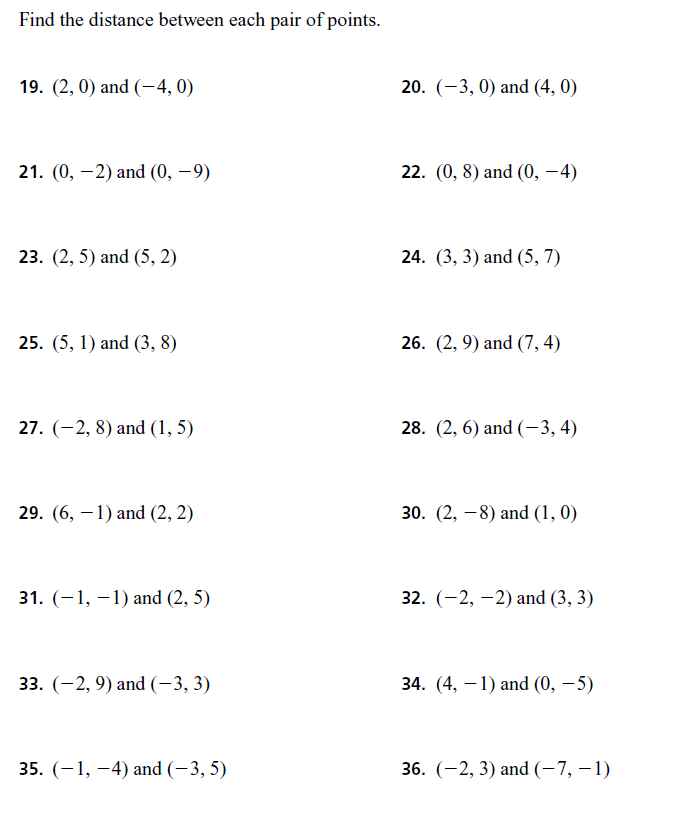 Find the distance between each pair of points.
19. (2, 0) and (−4, 0)
20. (−3, 0) and (4, 0)
21. (0, −2) and (0, −9)
22. (0, 8) and (0, −4)
23. (2, 5) and (5, 2)
24. (3, 3) and (5, 7)
25. (5, 1) and (3, 8)
26. (2, 9) and (7, 4)
27. (−2, 8) and (1, 5)
28. (2, 6) and (−3, 4)
29. (6, −1) and (2, 2)
30. (2, −8) and (1, 0)
31. (−1, −1) and (2, 5)
32. (−2, −2) and (3, 3)
33. (−2, 9) and (−3, 3)
34. (4, −1) and (0, −5)
35. (−1, −4) and (−3, 5)
36. (−2, 3) and (−7, −1)